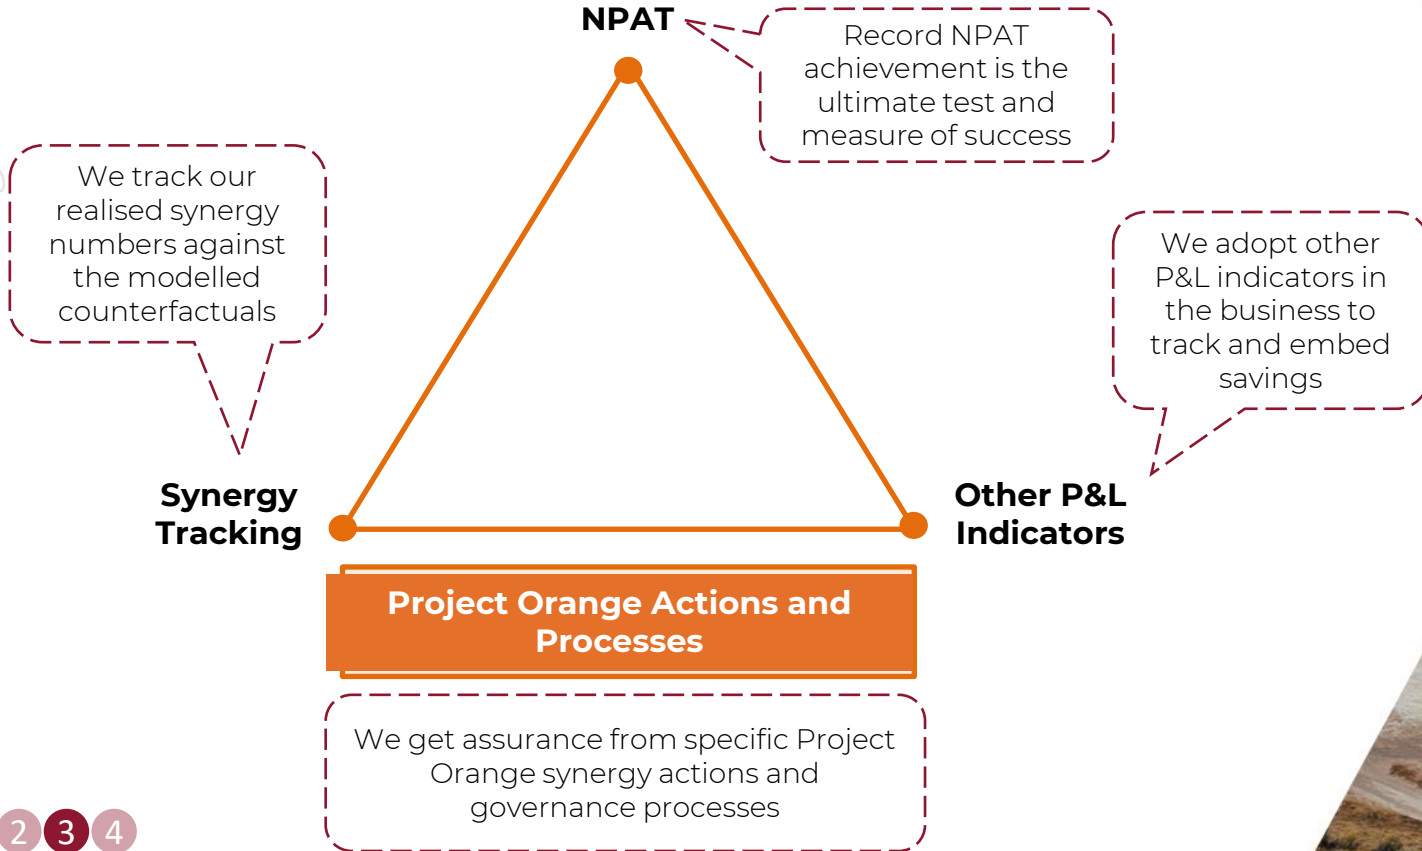 NPAT
Record NPAT
achievement is the
ultimate test and
measure of success
We track our
realised synergy
numbers against
the modelled
counterfactuals
We adopt other
P&L indicators in
the business to
track and embed
savings
Synergy
Tracking
Other P&L
Indicators
Project Orange Actions and
Processes
We get assurance from specific Project
Orange synergy actions and
governance processes
2 3 4